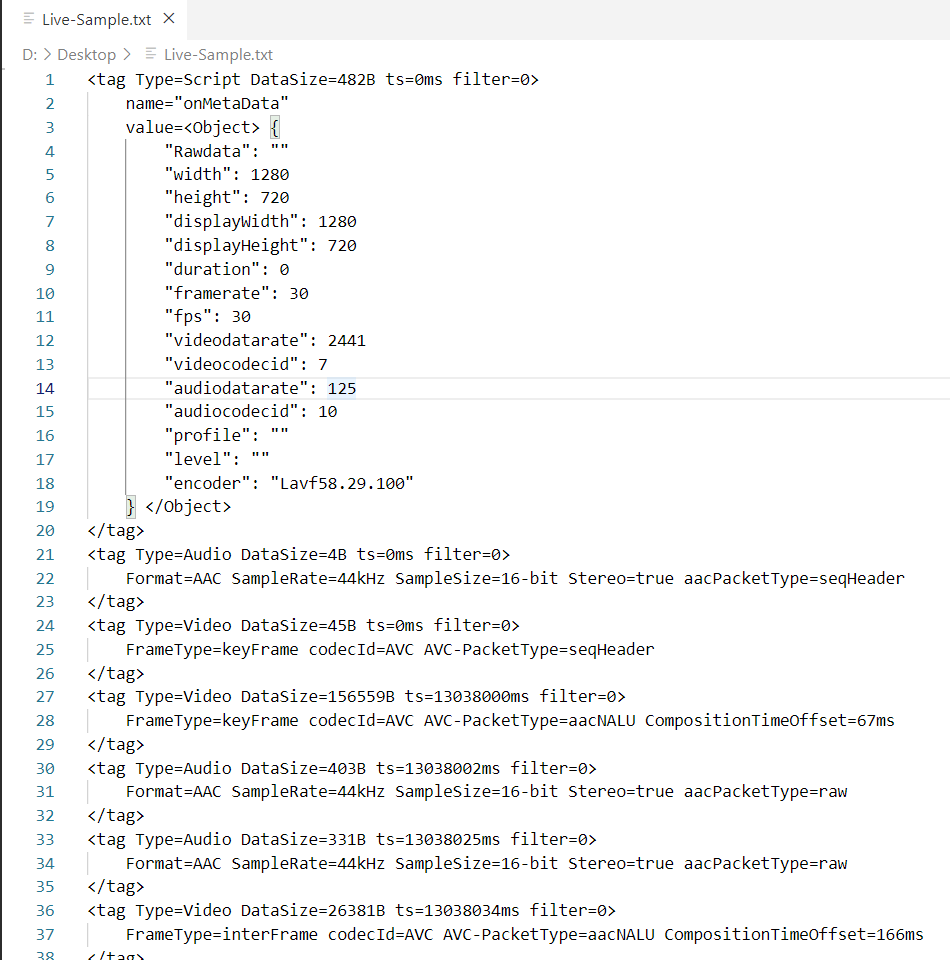 Live-Sample.txt ×
D: > Desktop > Live-Sample.txt
1 <tag Type=Script DataSize=482B ts=0ms filter=0>
2 name="onMetaData"
3 value=<Object> {
4 "Rawdata": ""
5 "width": 1280
6 "height": 720
7 "displayWidth": 1280
8 "displayHeight": 720
9 "duration": 0
10 "framerate": 30
11 "fps": 30
12 "videodatarate": 2441
13 "videocodecid": 7
14 "audiodatarate": 125
15 "audiocodecid": 10
16 "profile": ""
17 "level": ""
18 "encoder": "Lavf58.29.100"
19 } </Object>
20 </tag>
21 <tag Type=Audio DataSize=4B ts=0ms filter=0>
22 Format=AAC SampleRate=44kHz SampleSize=16-bit Stereo=true aacPacketType=seqHeader
23 </tag>
24 <tag Type=Video DataSize=45B ts=0ms filter=0>
25 FrameType=keyFrame codecId=AVC AVC-PacketType=seqHeader
26 </tag>
27 <tag Type=Video DataSize=156559B ts=13038000ms filter=0>
28 FrameType=keyFrame codecId=AVC AVC-PacketType=aacNALU CompositionTimeOffset=67ms
29 </tag>
30 <tag Type=Audio DataSize=403B ts=13038002ms filter=0>
31 Format=AAC SampleRate=44kHz SampleSize=16-bit Stereo=true aacPacketType=raw
32 </tag>
33 <tag Type=Audio DataSize=331B ts=13038025ms filter=0>
34 Format=AAC SampleRate=44kHz SampleSize=16-bit Stereo=true aacPacketType=raw
35 </tag>
36 <tag Type=Video DataSize=26381B ts=13038034ms filter=0>
37 FrameType=interFrame codecId=AVC AVC-PacketType=aacNALU CompositionTimeOffset=166ms
38 </tag>